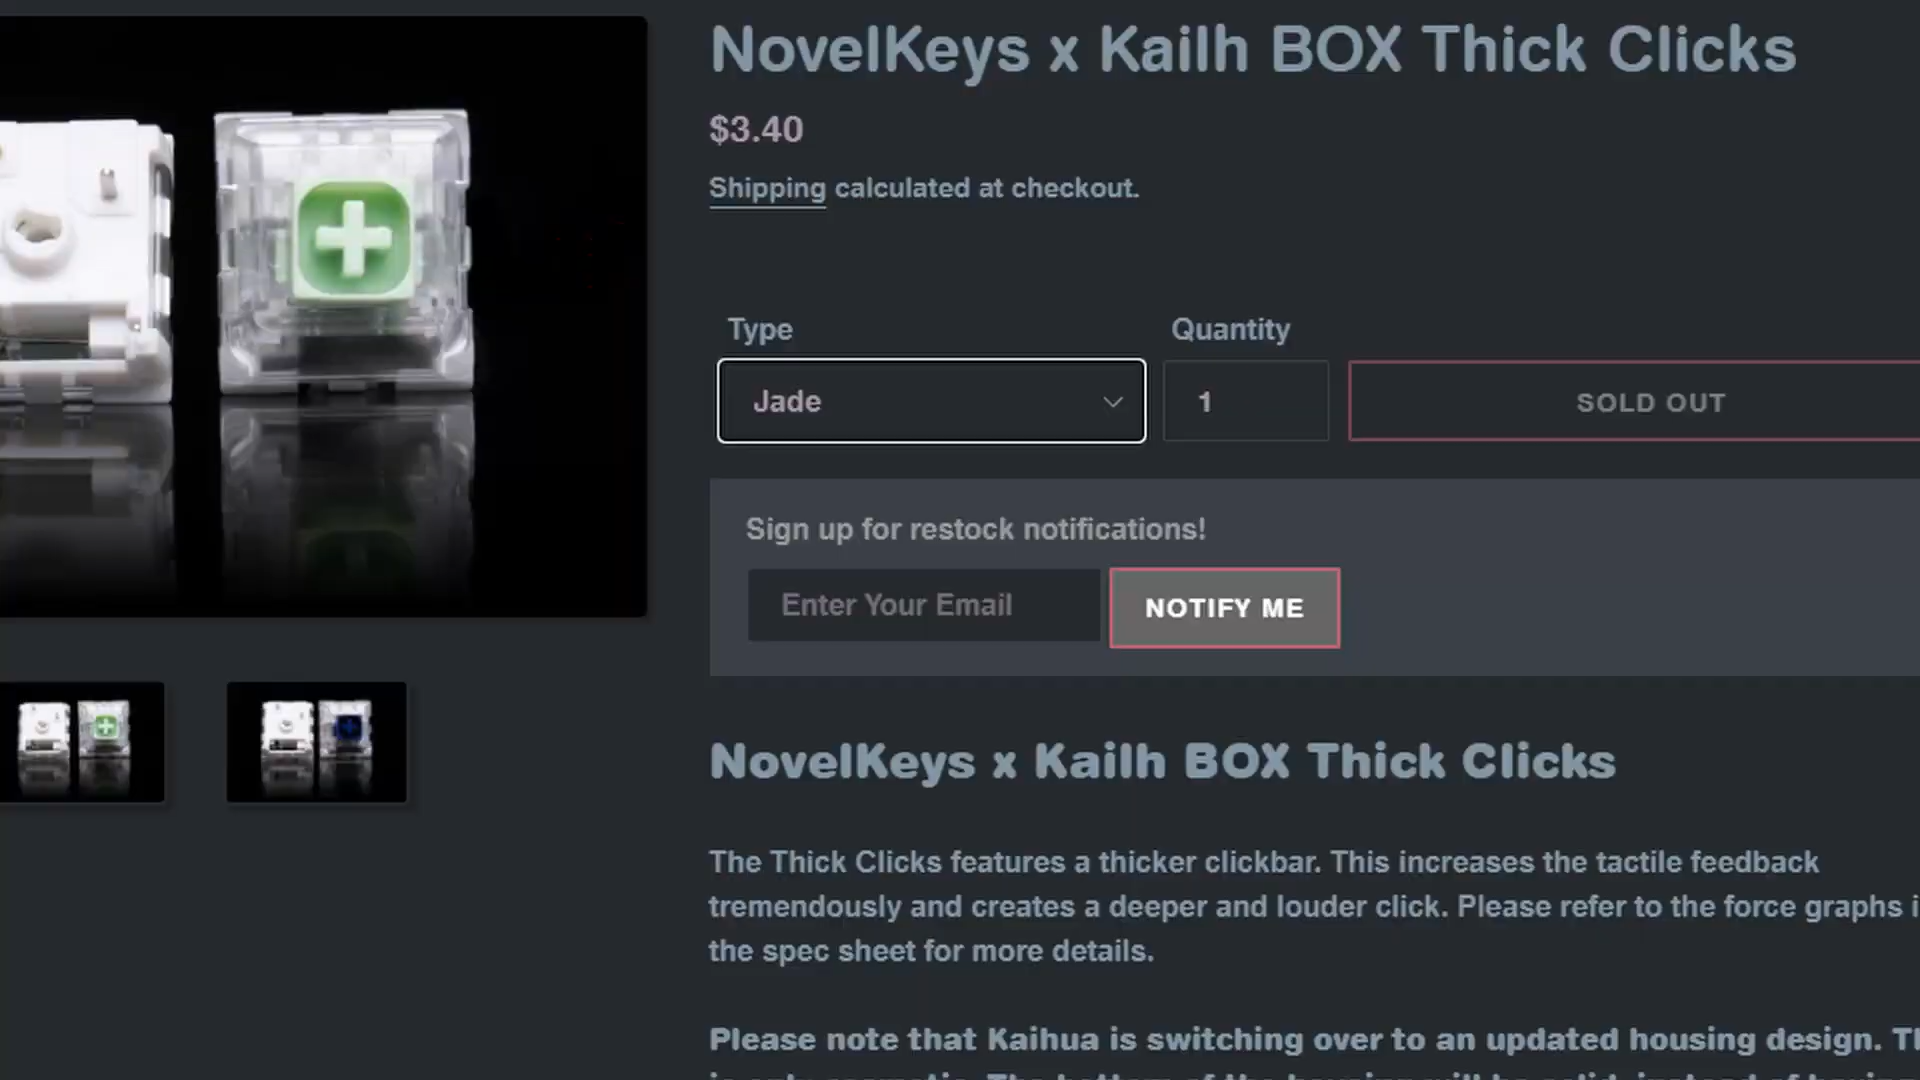 NovelKeys x Kailh BOX Thick Clicks
$3.40
Shipping calculated at checkout.
Type
Quantity
Jade
1
SOLD OUT
Sign up for restock notifications!
Enter Your Email
NOTIFY ME
NovelKeys x Kailh BOX Thick Clicks
The Thick Clicks features a thicker clickbar. This increases the tactile feedback
tremendously and creates a deeper and louder click. Please refer to the force graphs
the spec sheet for more details.
Please note that Kaihua is switching over to an updated housing design.